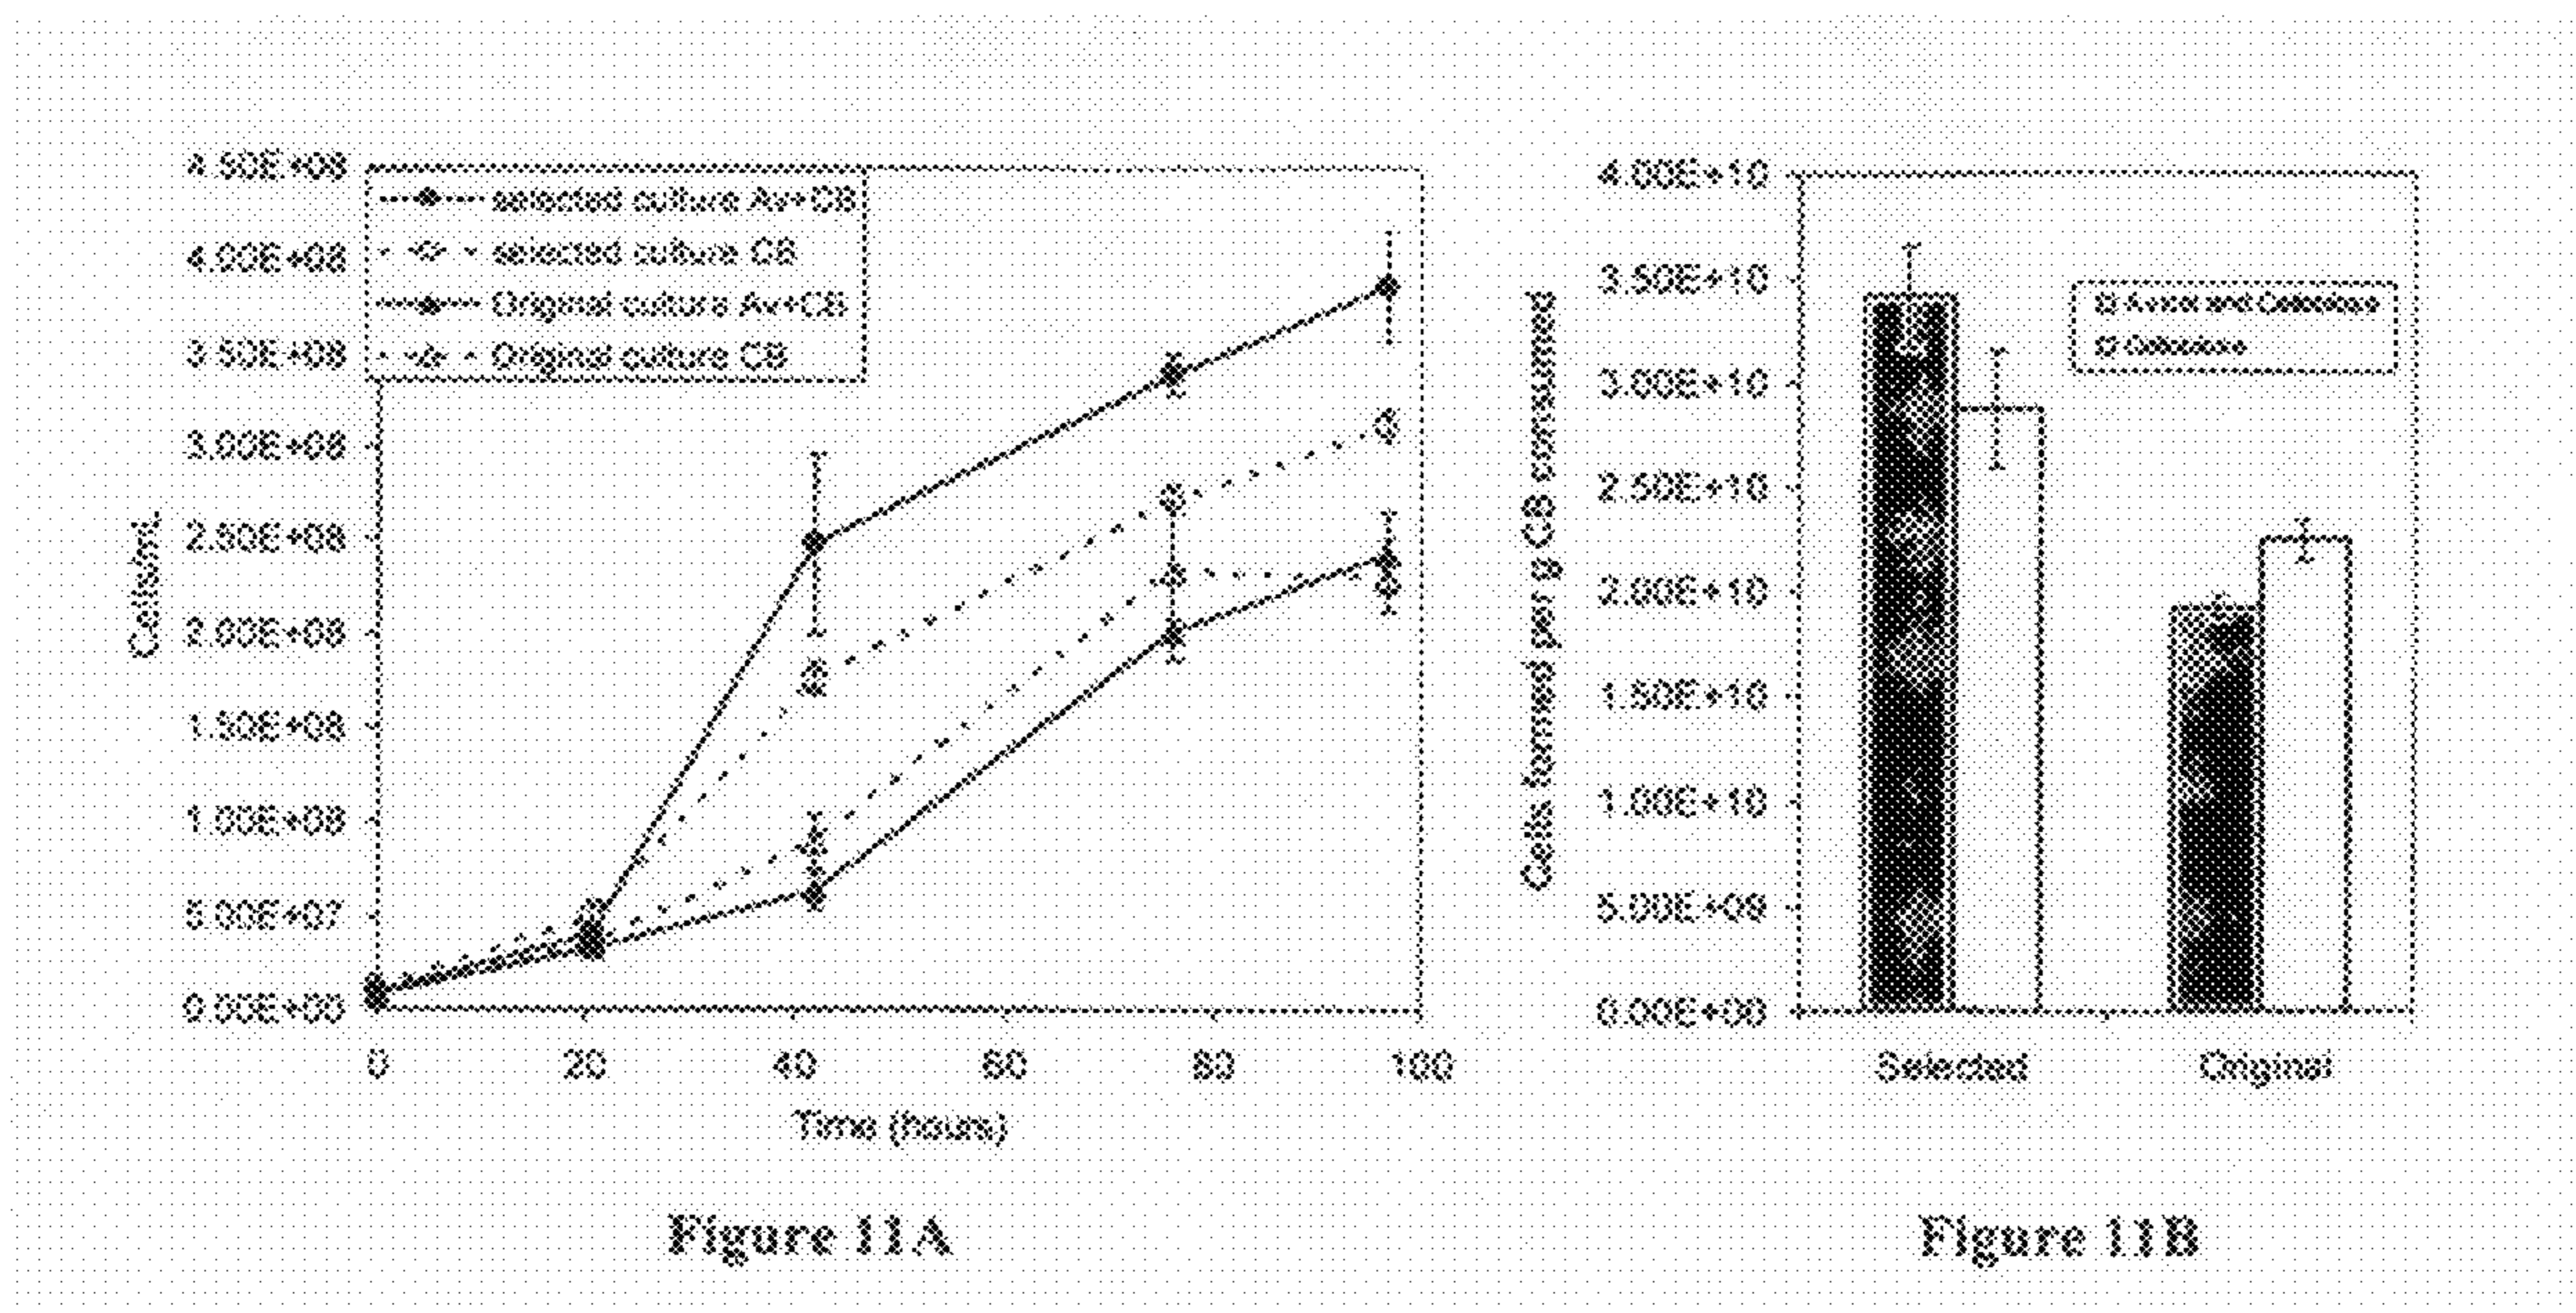 4.50E+08
4.00E+08
3.50E+08
3.00E+08
2.50E+08
2.00E+08
1.50E+08
1.00E+08
5.00E+07
0.00E+00
Cells/mL
selected culture Av+CB
selected culture CB
Original culture Av+CB
Original culture CB
0 20 40 60 80 100
Time (hours)
Figure 11A
4.00E+10
3.50E+10
3.00E+10
2.50E+10
2.00E+10
1.50E+10
1.00E+10
5.00E+09
0.00E+00
Cells formed per g CB consumed
Avicel and Cellobiose
Cellobiose
Selected Original
Figure 11B